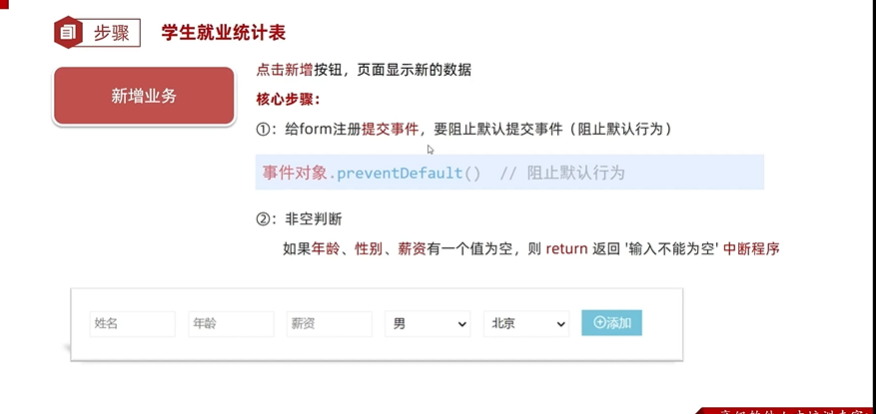 步骤 学生就业统计表
新增业务
点击新增按钮，页面显示新的数据
核心步骤：
①：给form注册提交事件，要阻止默认提交事件（阻止默认行为）
事件对象.preventDefault() // 阻止默认行为
②：非空判断
如果年龄、性别、薪资有一个值为空，则 return 返回 '输入不能为空' 中断程序
姓名 年龄 薪资 男 北京 添加